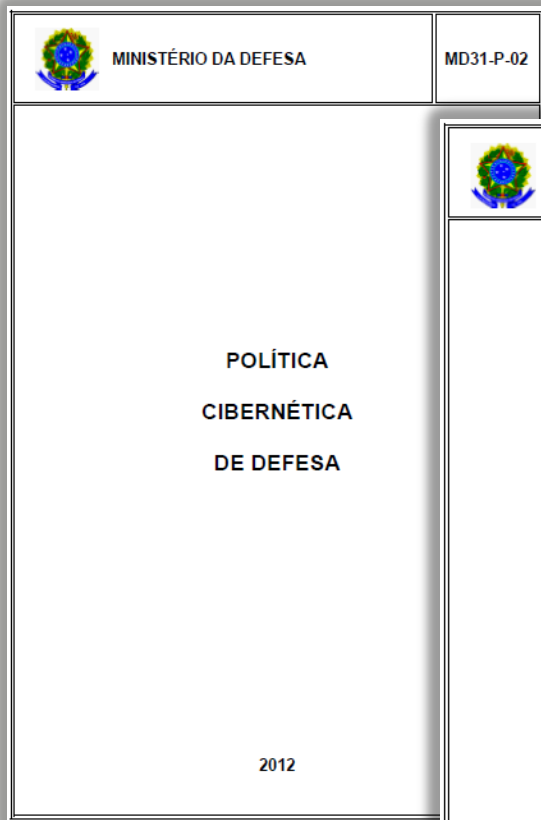 MINISTÉRIO DA DEFESA
MD31-P-02
POLÍTICA
CIBERNÉTICA
DE DEFESA
2012